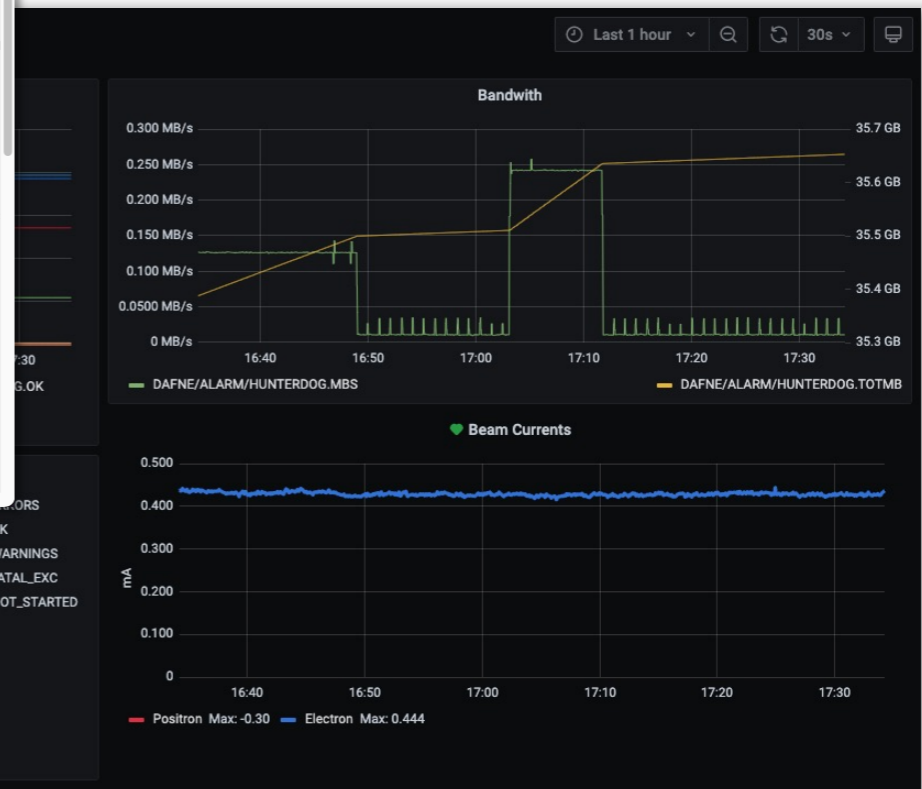 Last 1 hour
30s
Bandwith
0.300 MB/s
0.250 MB/s
0.200 MB/s
0.150 MB/s
0.100 MB/s
0.0500 MB/s
0 MB/s
35.7 GB
35.6 GB
35.5 GB
35.4 GB
35.3 GB
16:40 16:50 17:00 17:10 17:20 17:30
DAFNE/ALARM/HUNTERDOG.MBS DAFNE/ALARM/HUNTERDOG.TOTMB
:30
G.OK
ORS
K
ARNINGS
ATAL_EXC
OT_STARTED
Beam Currents
0.500
0.400
0.300
0.200
0.100
0
mA
16:40 16:50 17:00 17:10 17:20 17:30
Positron Max: -0.30 Electron Max: 0.444